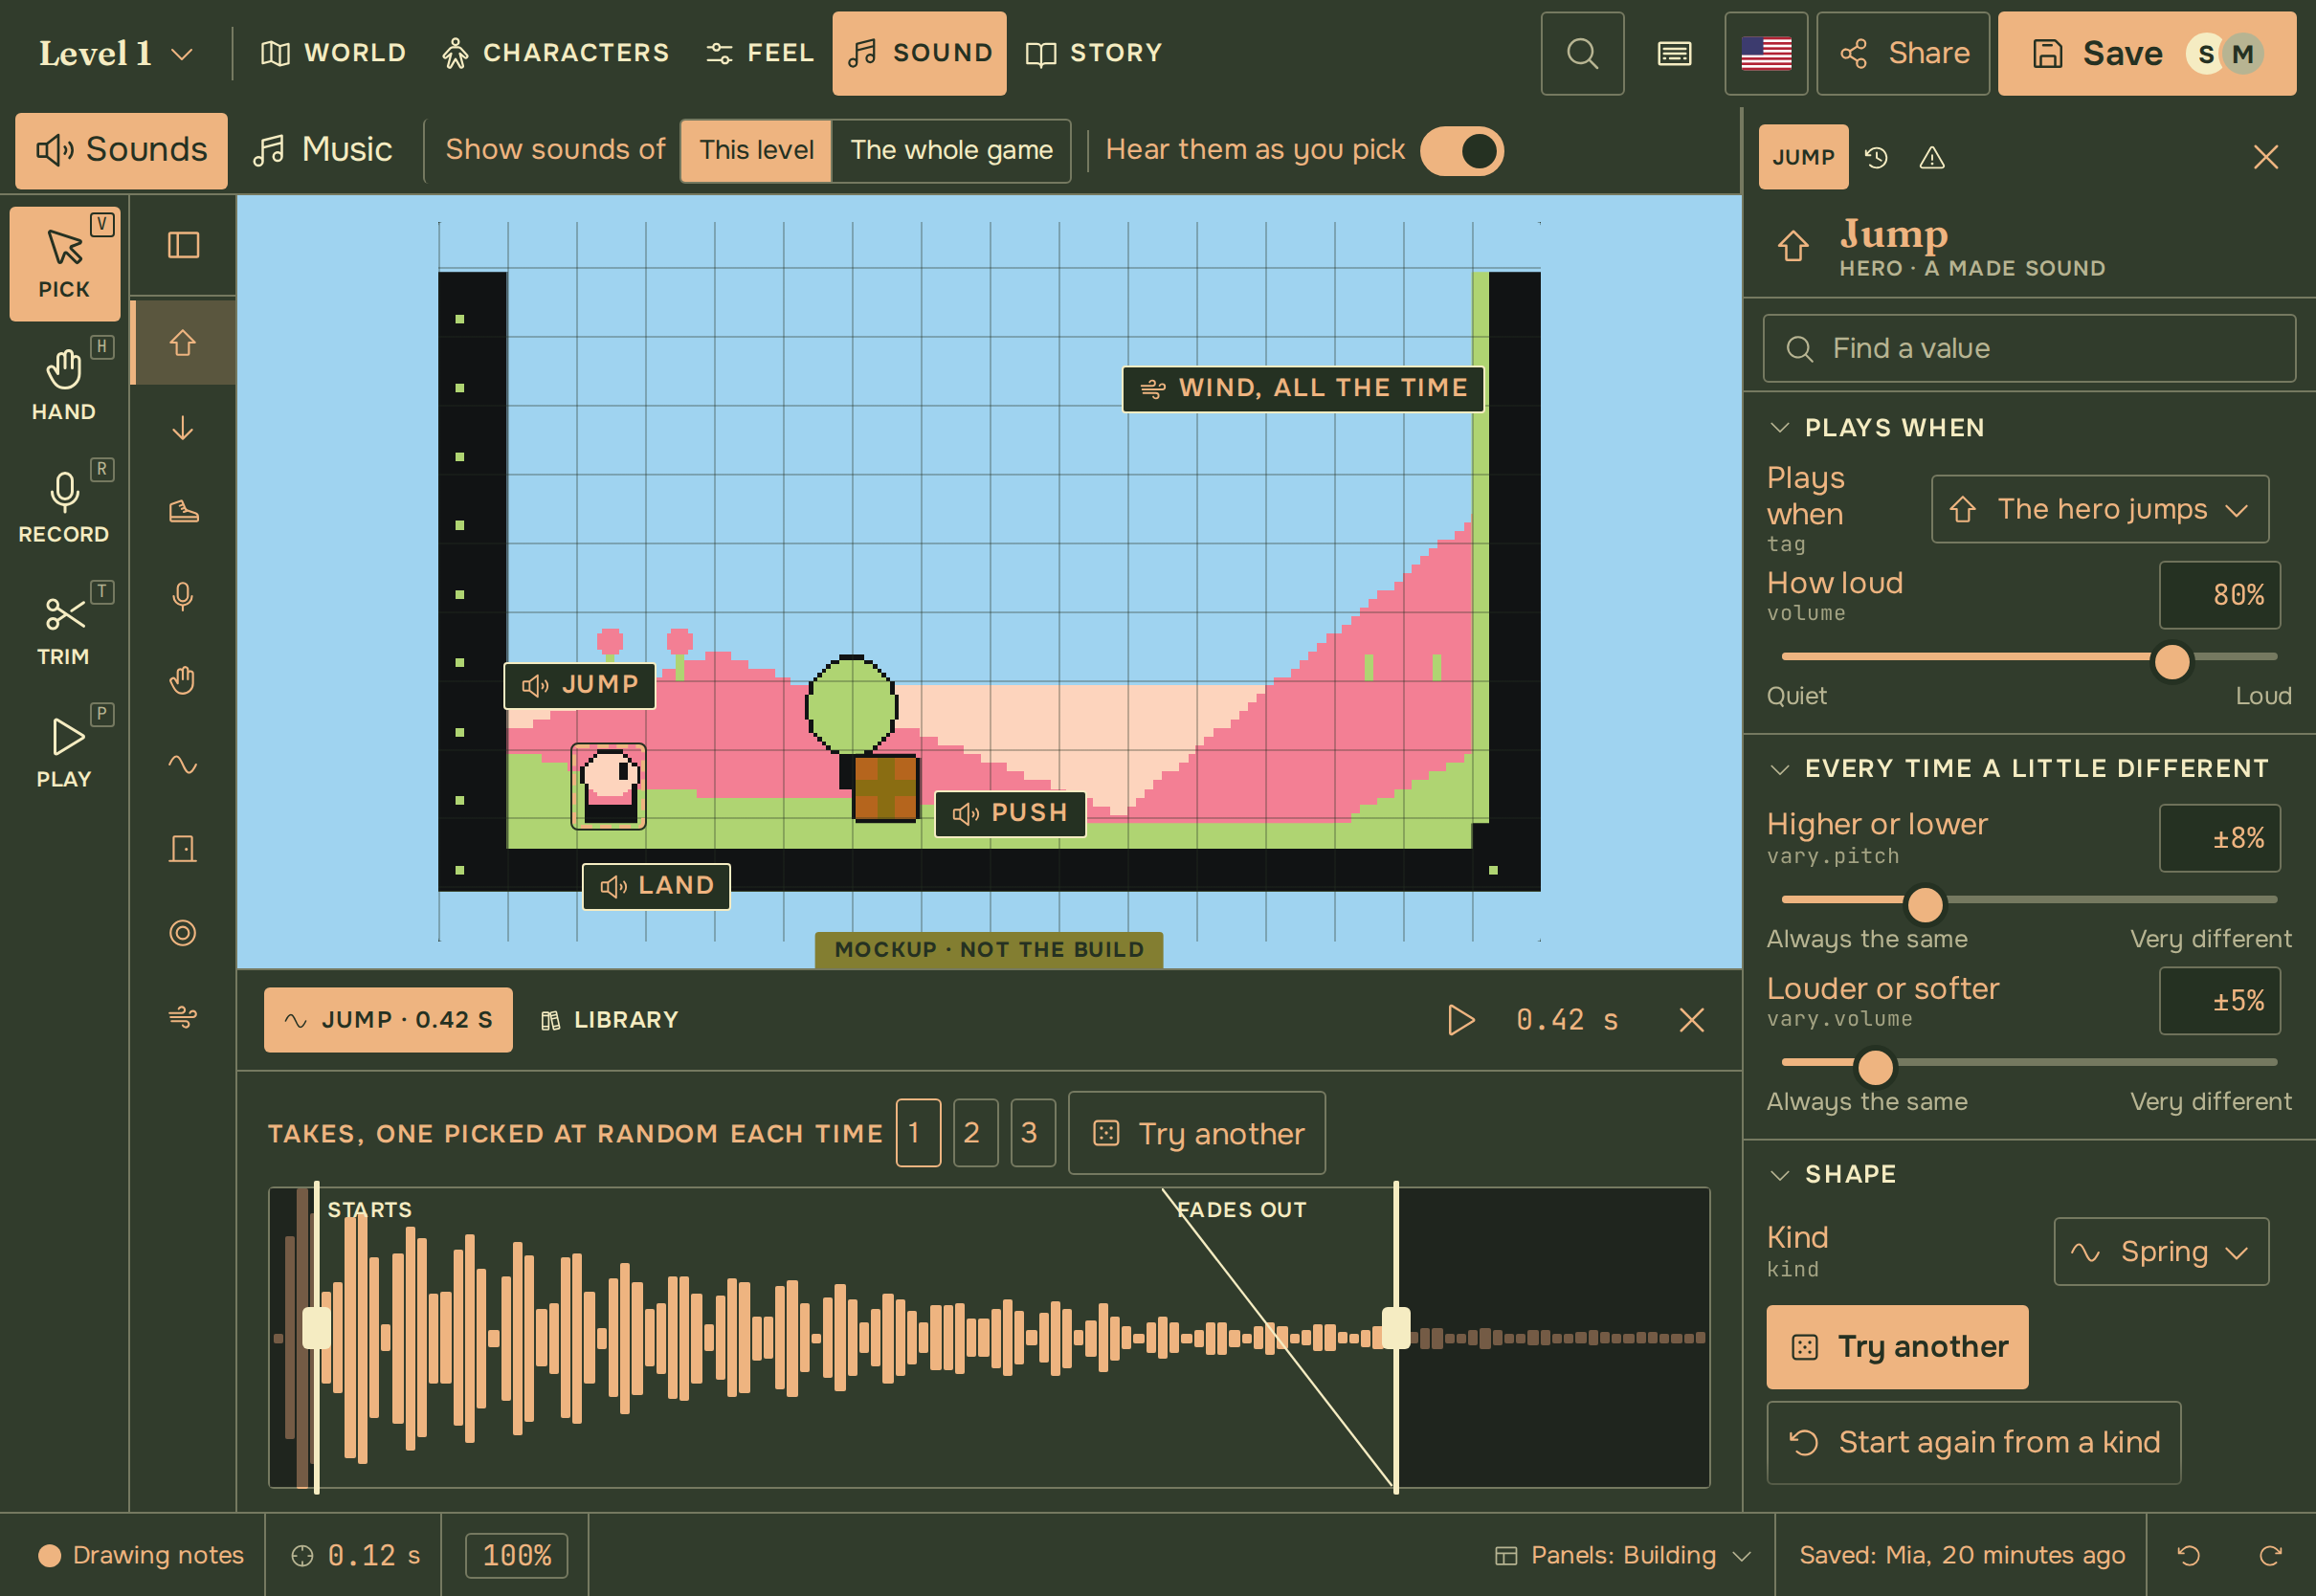 Level 1
WORLD
CHARACTERS
FEEL
SOUND
STORY
Share
Save
S
M
Sounds
Music
Show sounds of
This level
The whole game
Hear them as you pick
JUMP
V
PICK
H
HAND
R
RECORD
T
TRIM
P
PLAY
WIND, ALL THE TIME
JUMP
PUSH
LAND
MOCKUP · NOT THE BUILD
JUMP · 0.42 S
LIBRARY
0.42 s
TAKES, ONE PICKED AT RANDOM EACH TIME
1
2
3
Try another
STARTS
FADES OUT
Jump
HERO · A MADE SOUND
Find a value
PLAYS WHEN
Plays when
tag
The hero jumps
How loud
volume
80%
Quiet
Loud
EVERY TIME A LITTLE DIFFERENT
Higher or lower
vary.pitch
±8%
Always the same
Very different
Louder or softer
vary.volume
±5%
Always the same
Very different
SHAPE
Kind
kind
Spring
Try another
Start again from a kind
Drawing notes
0.12 s
100%
Panels: Building
Saved: Mia, 20 minutes ago